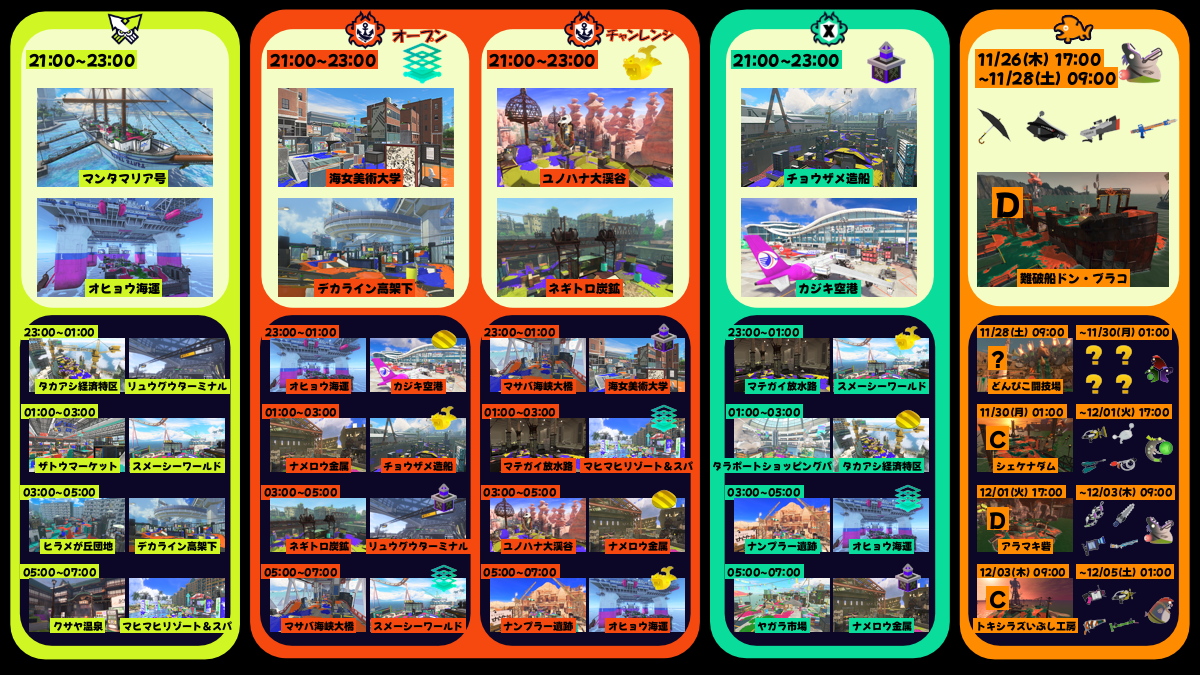 21:00~23:00
マンタマリア号
オヒョウ海運
23:00~01:00
タカアシ経済特区
リュウグウターミナル
01:00~03:00
ザトウマーケット
スメーシーワールド
03:00~05:00
ヒラメが丘団地
デカライン高架下
05:00~07:00
クサヤ温泉
マヒマヒリゾート&スパ
オープン
21:00~23:00
海女美術大学
デカライン高架下
23:00~01:00
オヒョウ海運
カジキ空港
01:00~03:00
ナメロウ金属
チョウザメ造船
03:00~05:00
ネギトロ炭鉱
リュウグウターミナル
05:00~07:00
マサバ海峡大橋
スメーシーワールド
チャレンジ
21:00~23:00
ユノハナ大渓谷
ネギトロ炭鉱
23:00~01:00
マサバ海峡大橋
海女美術大学
01:00~03:00
マテガイ放水路
マヒマヒリゾート&スパ
03:00~05:00
ユノハナ大渓谷
ナメロウ金属
05:00~07:00
ナンプラー遺跡
オヒョウ海運
X
21:00~23:00
チョウザメ造船
カジキ空港
23:00~01:00
マテガイ放水路
スメーシーワールド
01:00~03:00
タラポートショッピングパ
タカアシ経済特区
03:00~05:00
ナンプラー遺跡
オヒョウ海運
05:00~07:00
ヤガラ市場
ナメロウ金属
11/26(木) 17:00
~11/28(土) 09:00
D
難破船ドン・ブラコ
11/28(土) 09:00
~11/30(月) 01:00
?
? ?
? ?
どんぴこ闘技場
11/30(月) 01:00
~12/01(火) 17:00
C
シェケナダム
12/01(火) 17:00
~12/03(木) 09:00
D
アラマキ砦
12/03(木) 09:00
~12/05(土) 01:00
C
トキシラズいぶし工房